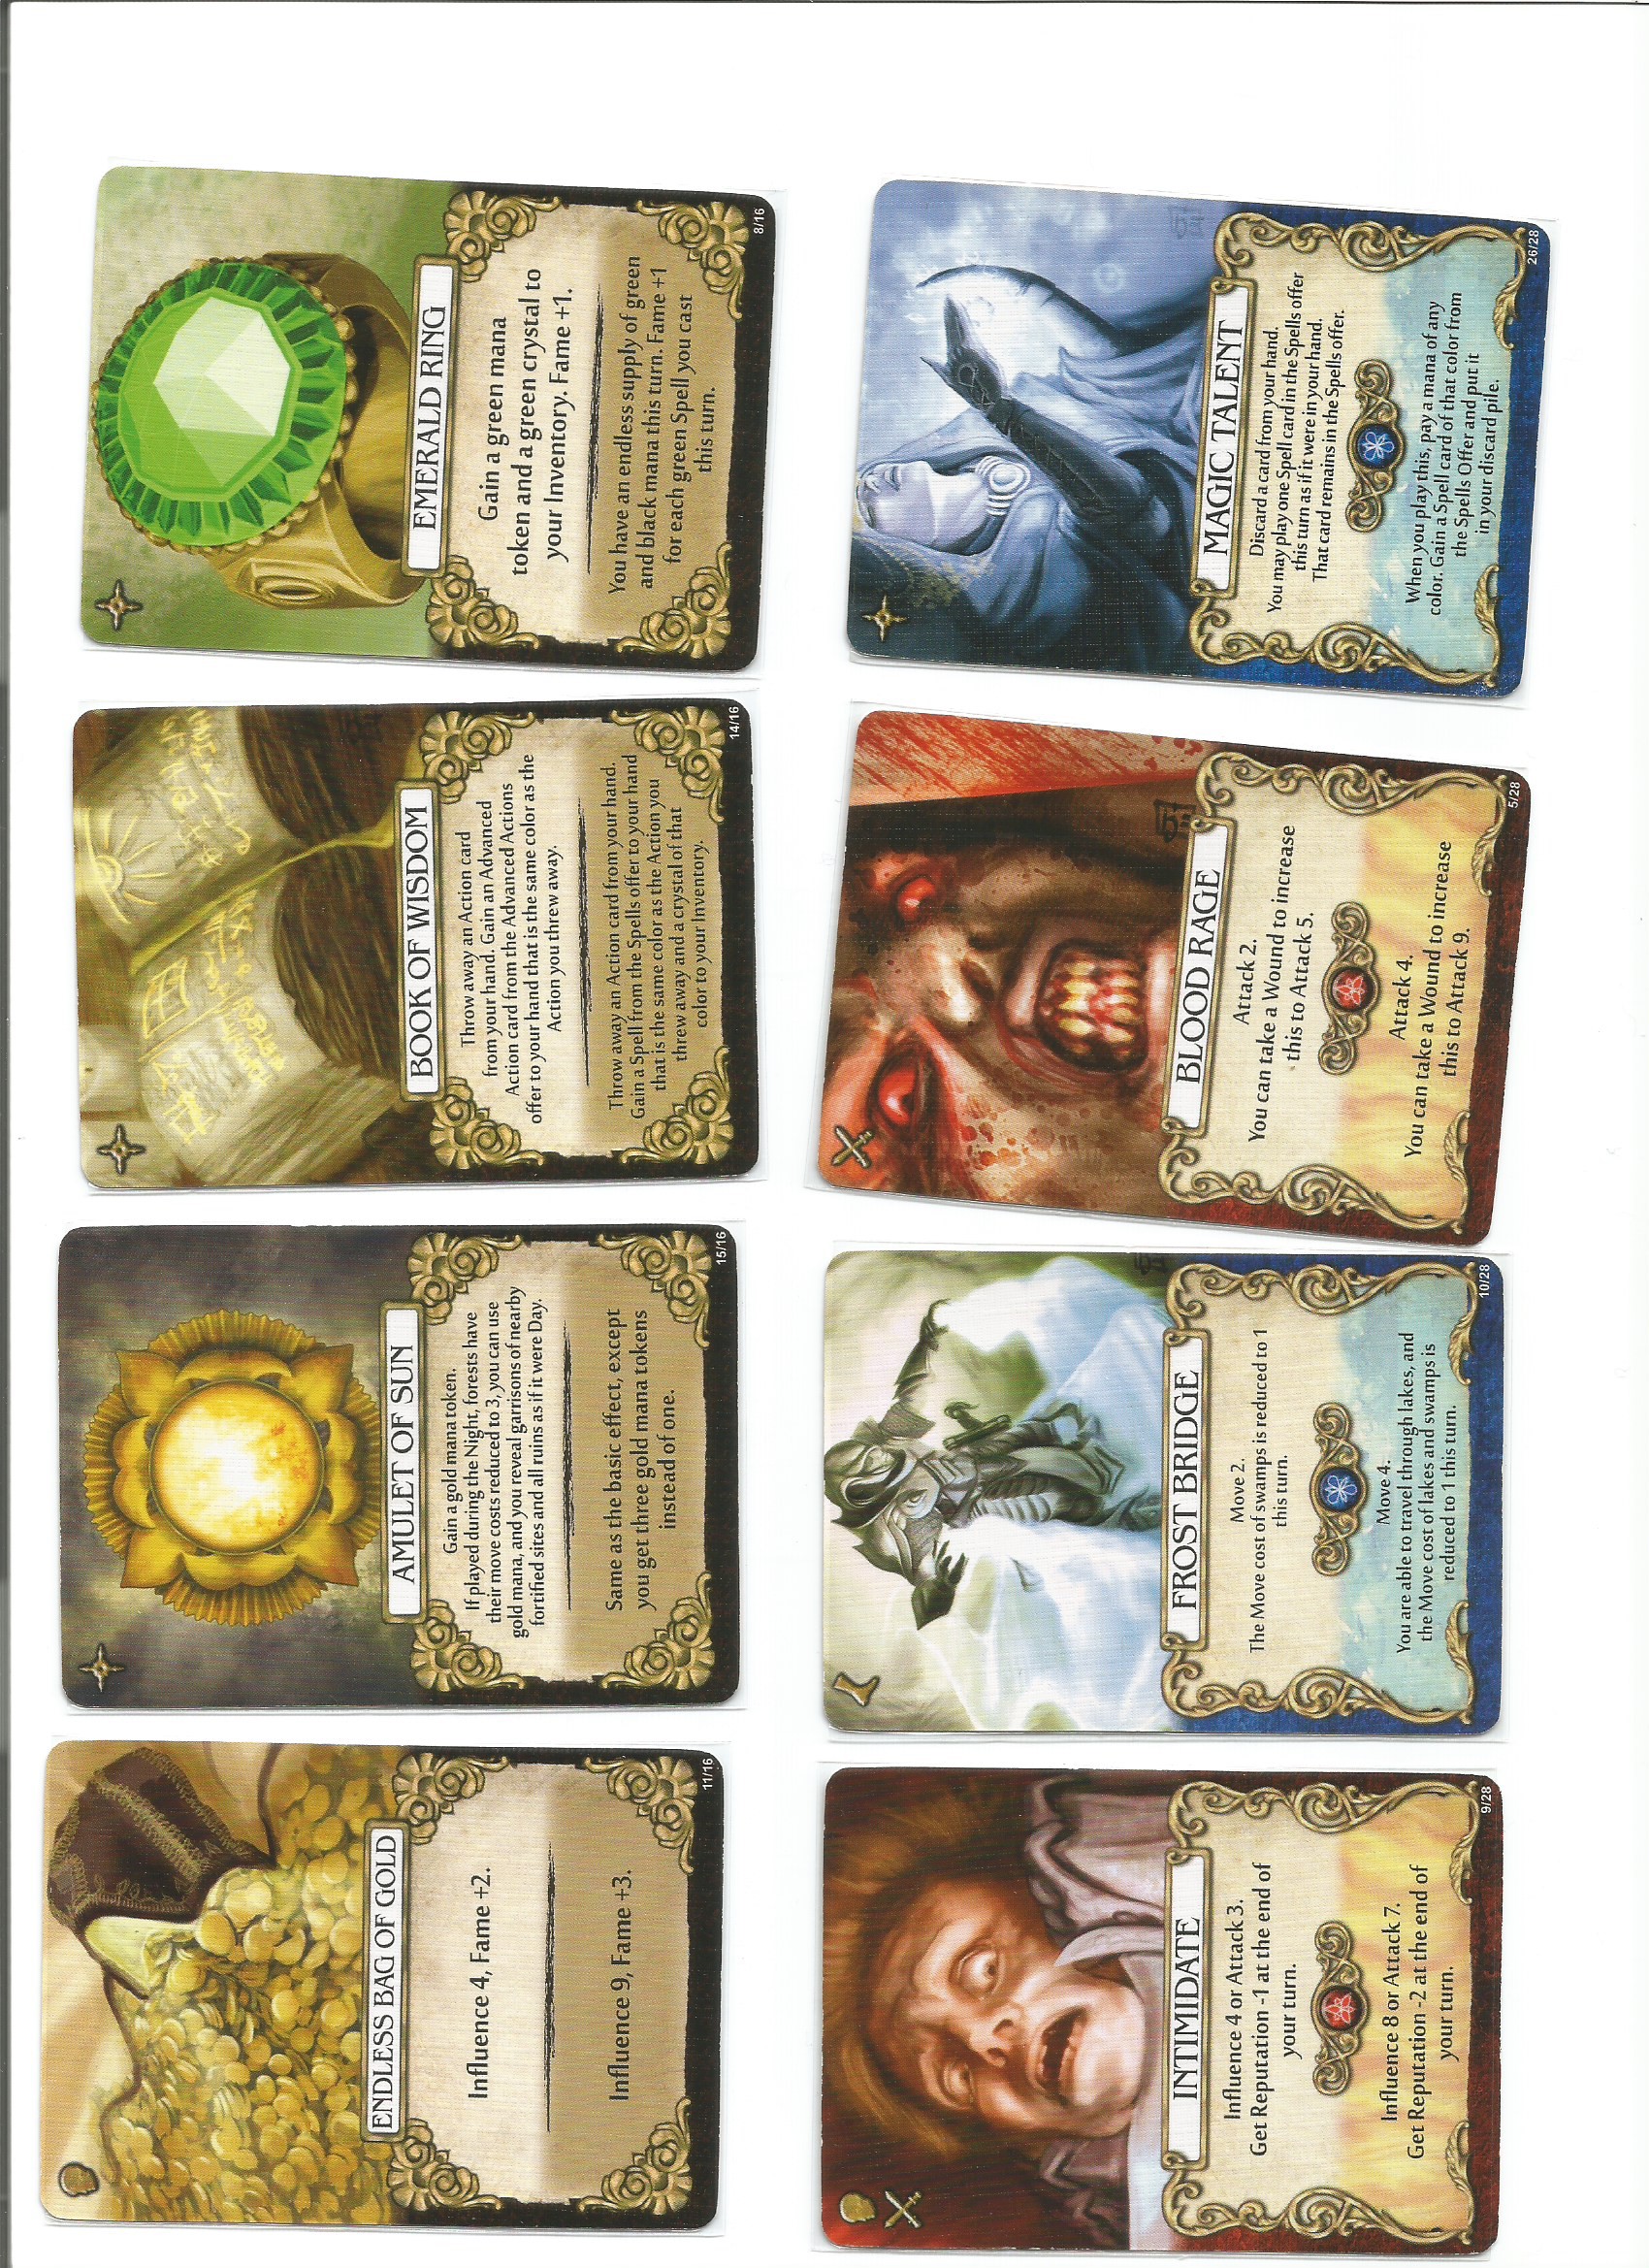 ENDLESS BAG OF GOLD
Influence 4, Fame +2.
Influence 9, Fame +3.
11/16
AMULET OF SUN
Gain a gold mana token.
If played during the Night, forests have
their move costs reduced to 3, you can use
gold mana, and you reveal garrisons of nearby
fortified sites and all ruins as if it were Day.
Same as the basic effect, except
you get three gold mana tokens
instead of one.
15/16
BOOK OF WISDOM
Throw away an Action card
from your hand. Gain an Advanced
Action card from the Advanced Actions
offer to your hand that is the same color as the
Action you threw away.
Throw away an Action card from your hand.
Gain a Spell from the Spells offer to your hand
that is the same color as the Action you
threw away and a crystal of that
color to your Inventory.
14/16
EMERALD RING
Gain a green mana
token and a green crystal to
your Inventory. Fame +1.
You have an endless supply of green
and black mana this turn. Fame +1
for each green Spell you cast
this turn.
8/16
INTIMIDATE
Influence 4 or Attack 3.
Get Reputation -1 at the end of
your turn.
Influence 8 or Attack 7.
Get Reputation -2 at the end of
your turn.
9/28
FROST BRIDGE
Move 2.
The Move cost of swamps is reduced to 1
this turn.
Move 4.
You are able to travel through lakes, and
the Move cost of lakes and swamps is
reduced to 1 this turn.
10/28
BLOOD RAGE
Attack 2.
You can take a Wound to increase
this to Attack 5.
Attack 4.
You can take a Wound to increase
this to Attack 9.
5/28
MAGIC TALENT
Discard a card from your hand.
You may play one Spell card in the Spells offer
this turn as if it were in your hand.
That card remains in the Spells offer.
When you play this, pay a mana of any
color. Gain a Spell card of that color from
the Spells Offer and put it
in your discard pile.
26/28